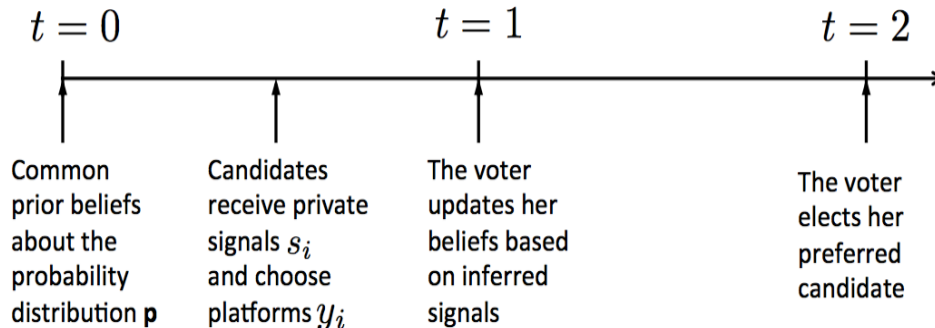 t = 0
t = 1
t = 2
Common
prior beliefs
about the
probability
distribution p
Candidates
receive private
signals s_i
and choose
platforms y_i
The voter
updates her
beliefs based
on inferred
signals
The voter
elects her
preferred
candidate